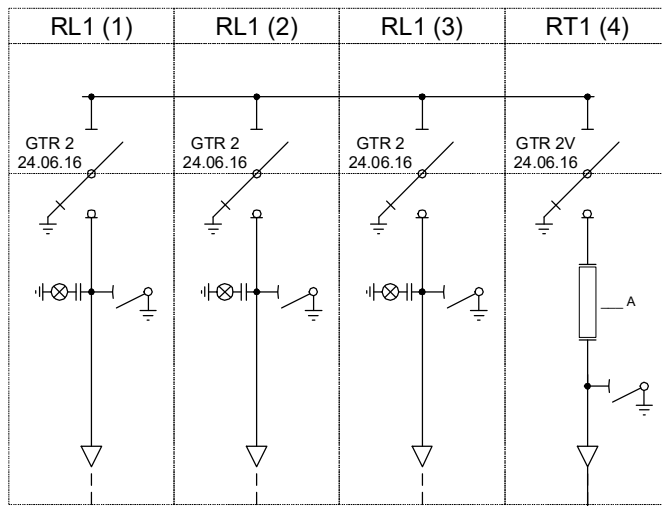 RL1 (1)
RL1 (2)
RL1 (3)
RT1 (4)
GTR 2
24.06.16
GTR 2
24.06.16
GTR 2
24.06.16
GTR 2V
24.06.16
A